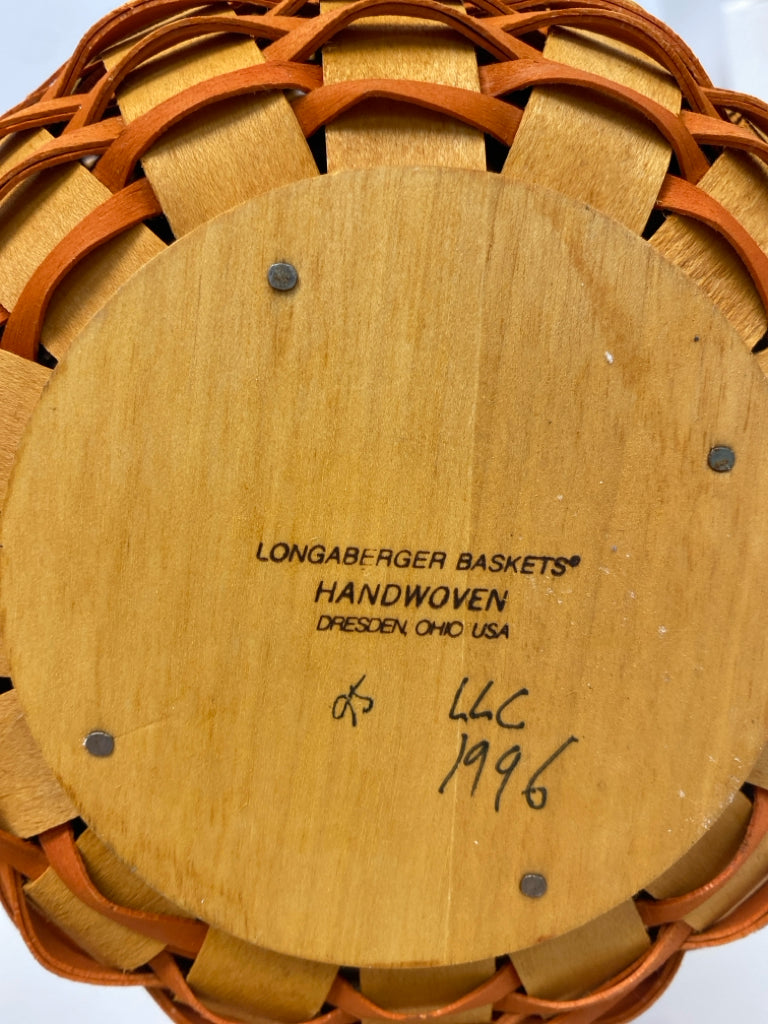 LONGABERGER BASKETS®
HANDWOVEN
DRESDEN, OHIO USA
LLC
1996